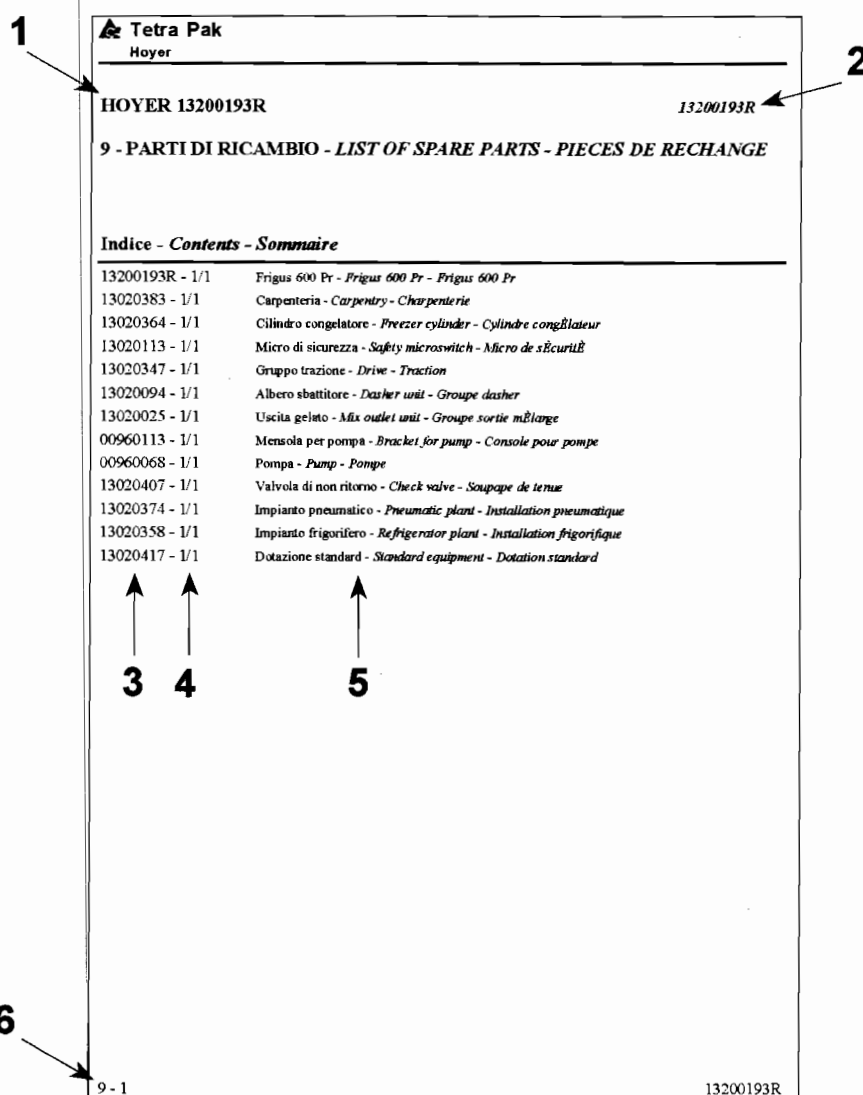 1
Tetra Pak
Hoyer
2
HOYER 13200193R 13200193R
9 - PARTI DI RICAMBIO - LIST OF SPARE PARTS - PIECES DE RECHANGE
Indice - Contents - Sommaire
13200193R - 1/1 Frigus 600 Pr - Frigus 600 Pr - Frigus 600 Pr
13020383 - 1/1 Carpenteria - Carpentry - Charpenterie
13020364 - 1/1 Cilindro congelatore - Freezer cylinder - Cylindre congÈlateur
13020113 - 1/1 Micro di sicurezza - Safety microswitch - Micro de sÈcuritÈ
13020347 - 1/1 Gruppo trazione - Drive - Traction
13020094 - 1/1 Albero sbattitore - Dasher unit - Groupe dasher
13020025 - 1/1 Uscita gelato - Mix outlet unit - Groupe sortie mÈlange
00960113 - 1/1 Mensola per pompa - Bracket for pump - Console pour pompe
00960068 - 1/1 Pompa - Pump - Pompe
13020407 - 1/1 Valvola di non ritorno - Check valve - Soupape de tenue
13020374 - 1/1 Impianto pneumatico - Pneumatic plant - Installation pneumatique
13020358 - 1/1 Impianto frigorifero - Refrigerator plant - Installation frigorifique
13020417 - 1/1 Dotazione standard - Standard equipment - Dotation standard
3 4 5
6
9 - 1 13200193R